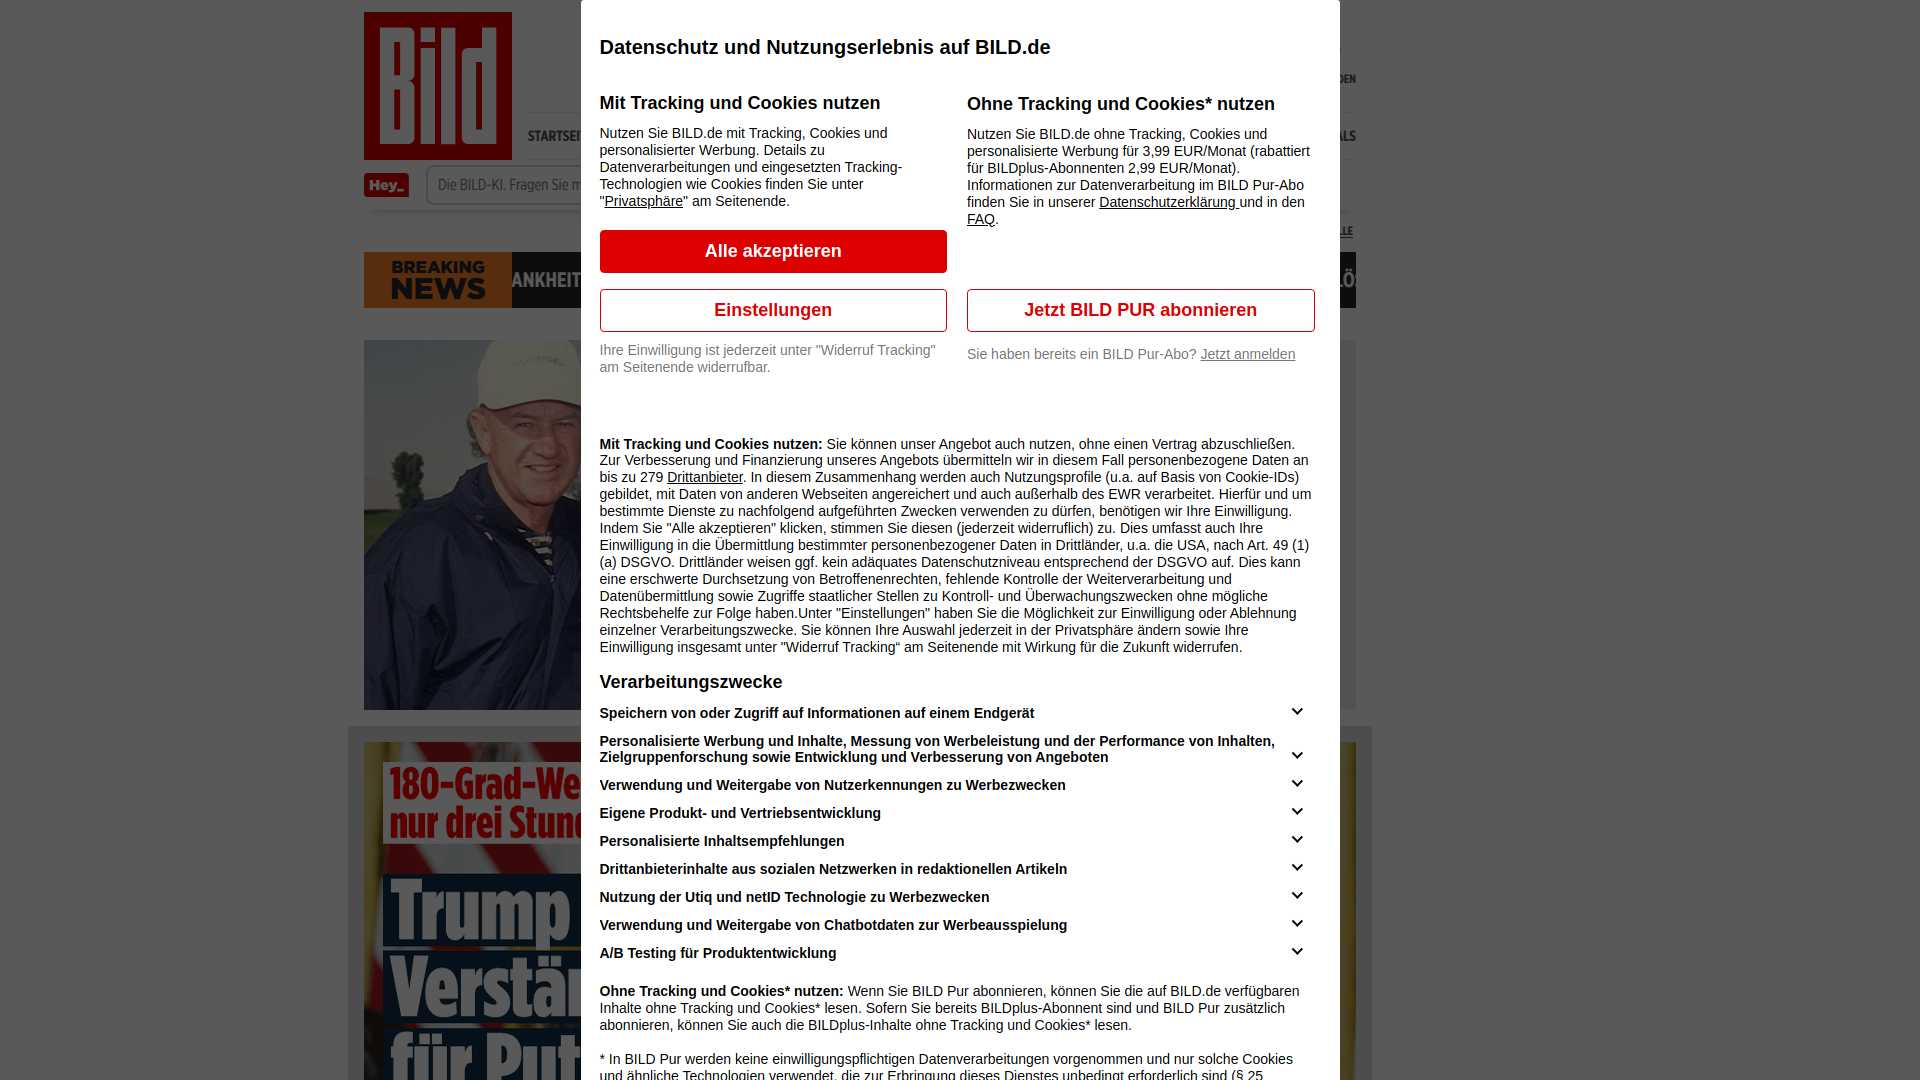 Bild
STARTSEI
Hey_
Die BILD-KI. Fragen Sie m
BREAKING
NEWS
ANKHEIT
180-Grad-We
nur drei Stun
Trump
Verstä
für Put
Datenschutz und Nutzungserlebnis auf BILD.de
Mit Tracking und Cookies nutzen
Nutzen Sie BILD.de mit Tracking, Cookies und
personalisierter Werbung. Details zu
Datenverarbeitungen und eingesetzten Tracking-
Technologien wie Cookies finden Sie unter
"Privatsphäre" am Seitenende.
Alle akzeptieren
Einstellungen
Ihre Einwilligung ist jederzeit unter "Widerruf Tracking"
am Seitenende widerrufbar.
Ohne Tracking und Cookies* nutzen
Nutzen Sie BILD.de ohne Tracking, Cookies und
personalisierte Werbung für 3,99 EUR/Monat (rabattiert
für BILDplus-Abonnenten 2,99 EUR/Monat).
Informationen zur Datenverarbeitung im BILD Pur-Abo
finden Sie in unserer Datenschutzerklärung und in den
FAQ.
Jetzt BILD PUR abonnieren
Sie haben bereits ein BILD Pur-Abo? Jetzt anmelden
Mit Tracking und Cookies nutzen: Sie können unser Angebot auch nutzen, ohne einen Vertrag abzuschließen.
Zur Verbesserung und Finanzierung unseres Angebots übermitteln wir in diesem Fall personenbezogene Daten an
bis zu 279 Drittanbieter. In diesem Zusammenhang werden auch Nutzungsprofile (u.a. auf Basis von Cookie-IDs)
gebildet, mit Daten von anderen Webseiten angereichert und auch außerhalb des EWR verarbeitet. Hierfür und um
bestimmte Dienste zu nachfolgend aufgeführten Zwecken verwenden zu dürfen, benötigen wir Ihre Einwilligung.
Indem Sie "Alle akzeptieren" klicken, stimmen Sie diesen (jederzeit widerruflich) zu. Dies umfasst auch Ihre
Einwilligung in die Übermittlung bestimmter personenbezogener Daten in Drittländer, u.a. die USA, nach Art. 49 (1)
(a) DSGVO. Drittländer weisen ggf. kein adäquates Datenschutzniveau entsprechend der DSGVO auf. Dies kann
eine erschwerte Durchsetzung von Betroffenenrechten, fehlende Kontrolle der Weiterverarbeitung und
Datenübermittlung sowie Zugriffe staatlicher Stellen zu Kontroll- und Überwachungszwecken ohne mögliche
Rechtsbehelfe zur Folge haben.Unter "Einstellungen" haben Sie die Möglichkeit zur Einwilligung oder Ablehnung
einzelner Verarbeitungszwecke. Sie können Ihre Auswahl jederzeit in der Privatsphäre ändern sowie Ihre
Einwilligung insgesamt unter "Widerruf Tracking“ am Seitenende mit Wirkung für die Zukunft widerrufen.
Verarbeitungszwecke
Speichern von oder Zugriff auf Informationen auf einem Endgerät
Personalisierte Werbung und Inhalte, Messung von Werbeleistung und der Performance von Inhalten,
Zielgruppenforschung sowie Entwicklung und Verbesserung von Angeboten
Verwendung und Weitergabe von Nutzerkennungen zu Werbezwecken
Eigene Produkt- und Vertriebsentwicklung
Personalisierte Inhaltsempfehlungen
Drittanbieterinhalte aus sozialen Netzwerken in redaktionellen Artikeln
Nutzung der Utiq und netID Technologie zu Werbezwecken
Verwendung und Weitergabe von Chatbotdaten zur Werbeausspielung
A/B Testing für Produktentwicklung
Ohne Tracking und Cookies* nutzen: Wenn Sie BILD Pur abonnieren, können Sie die auf BILD.de verfügbaren
Inhalte ohne Tracking und Cookies* lesen. Sofern Sie bereits BILDplus-Abonnent sind und BILD Pur zusätzlich
abonnieren, können Sie auch die BILDplus-Inhalte ohne Tracking und Cookies* lesen.
* In BILD Pur werden keine einwilligungspflichtigen Datenverarbeitungen vorgenommen und nur solche Cookies
und ähnliche Technologien verwendet, die zur Erbringung dieses Dienstes unbedingt erforderlich sind (§ 25
DEN
ALS
LLE
LÖS